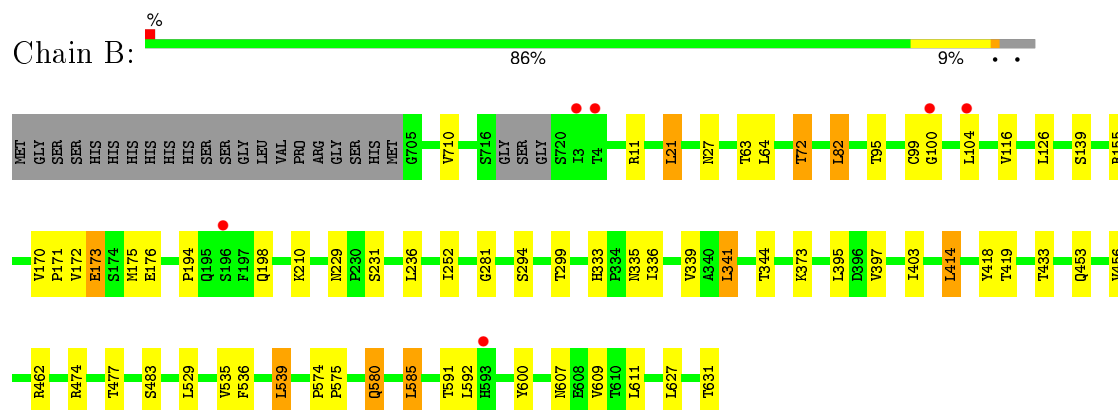 %
Chain B:
86%
9%
• •
MET GLY SER SER HIS HIS HIS HIS HIS HIS SER SER GLY LEU VAL PRO ARG GLY SER HIS MET G705 V710 S716 GLY SER GLY S720 I3 T4 R11 L21 N27 T63 L64 T72 L82 T95 C99 G100 L104 V116 L126 S139 R155
V170 P171 V172 E173 S174 M175 E176 P194 Q195 S196 F197 Q198 K210 N229 P230 S231 L236 I252 G281 S294 T299 H333 P334 N335 I336 V339 A340 L341 T344 K373 L395 D396 V397 I403 L414 Y418 T419 T433 Q453 V456
R462 R474 T477 S483 L529 V535 F536 L539 P574 P575 Q580 L585 T591 L592 H593 Y600 N607 E608 V609 T610 L611 L627 T631